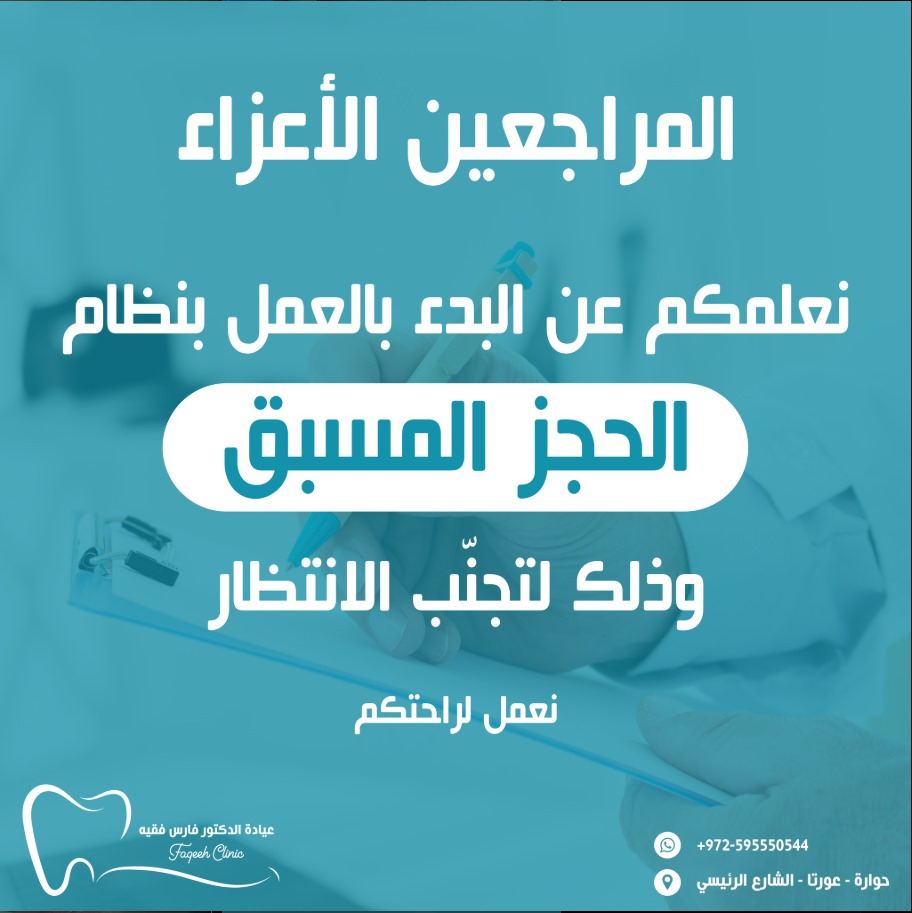 المراجعين الأعزاء
نعلمكم عن البدء بالعمل بنظام
الحجز المسبق
وذلك لتجنّب الانتظار
نعمل لراحتكم
عيادة الدكتور فارس فقيه
Faqeeh Clinic
+972-595550544
حوارة - عورتا - الشارع الرئيسي